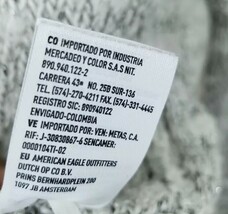 CO IMPORTADO POR INDUSTRIA
MERCADEO Y COLOR S.A.S NIT.
890.940.122-2
CARRERA 43ª NO. 25B SUR-136
TEL: (574)-270-4211 FAX. (574)-331-4445
REGISTRO SIC: 890940122
ENVIGADO-COLOMBIA
VE IMPORTADO POR: VEN: METAS, C.A.
RIF: J-30830867-6 SENCAMER:
0000104TI-02
EU AMERICAN EAGLE OUTFITTERS
DUTCH OP CO B.V.
PRINS BERNHARDPLEIN 200
1097 JB AMSTERDAM